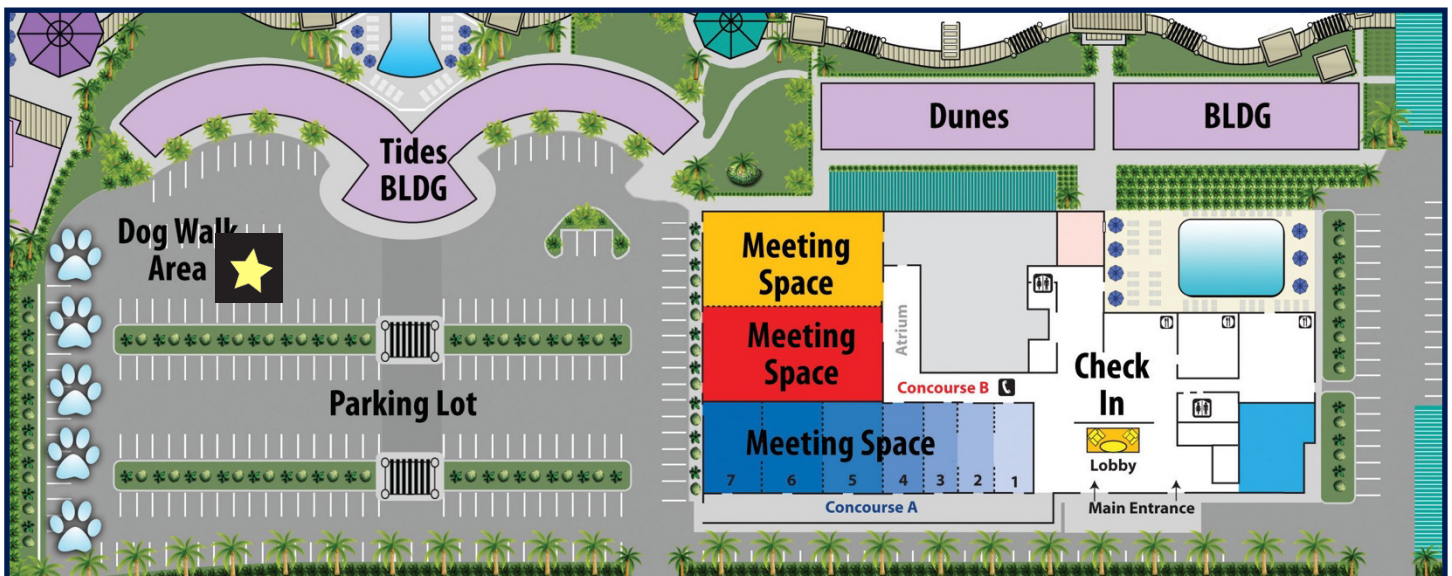 Tides
BLDG
Dunes
BLDG
Dog Walk
Area
Meeting
Space
Meeting
Space
Atrium
Concourse B
Check
In
Parking Lot
Meeting Space
Lobby
7 6 5 4 3 2 1
Concourse A
Main Entrance